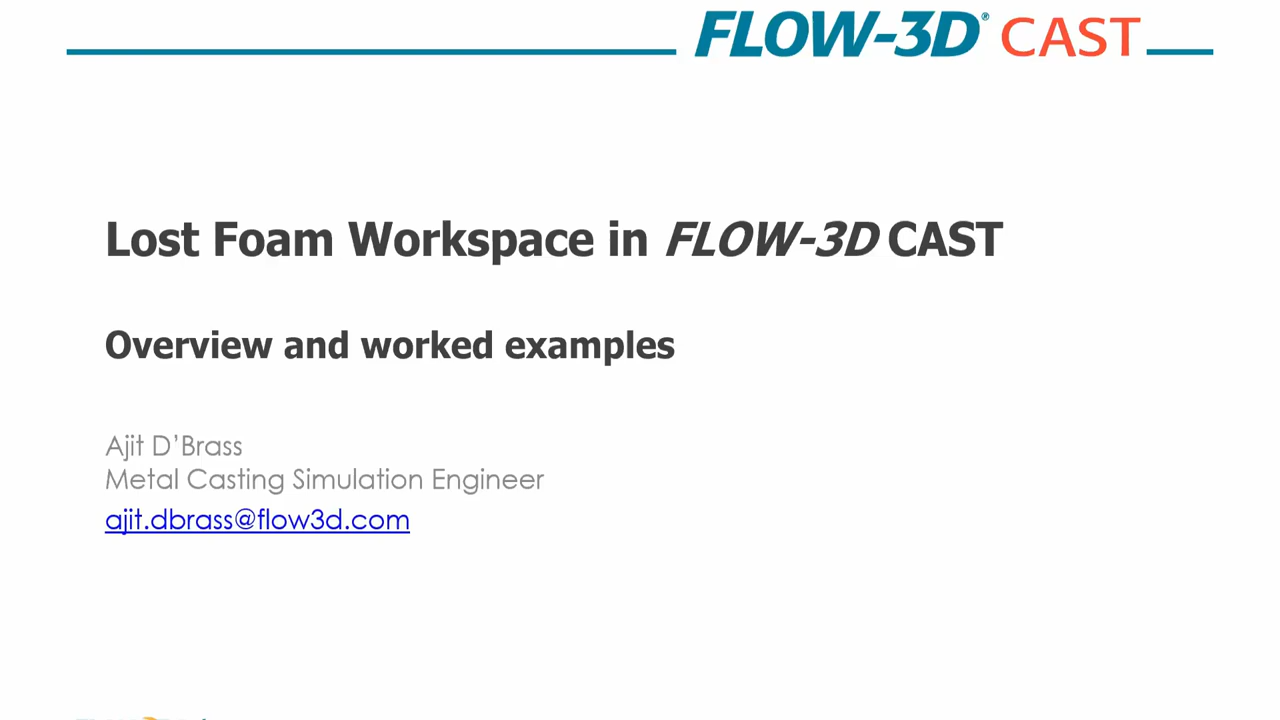 FLOW-3D® CAST
Lost Foam Workspace in FLOW-3D CAST
Overview and worked examples
Ajit D’Brass
Metal Casting Simulation Engineer
ajit.dbrass@flow3d.com